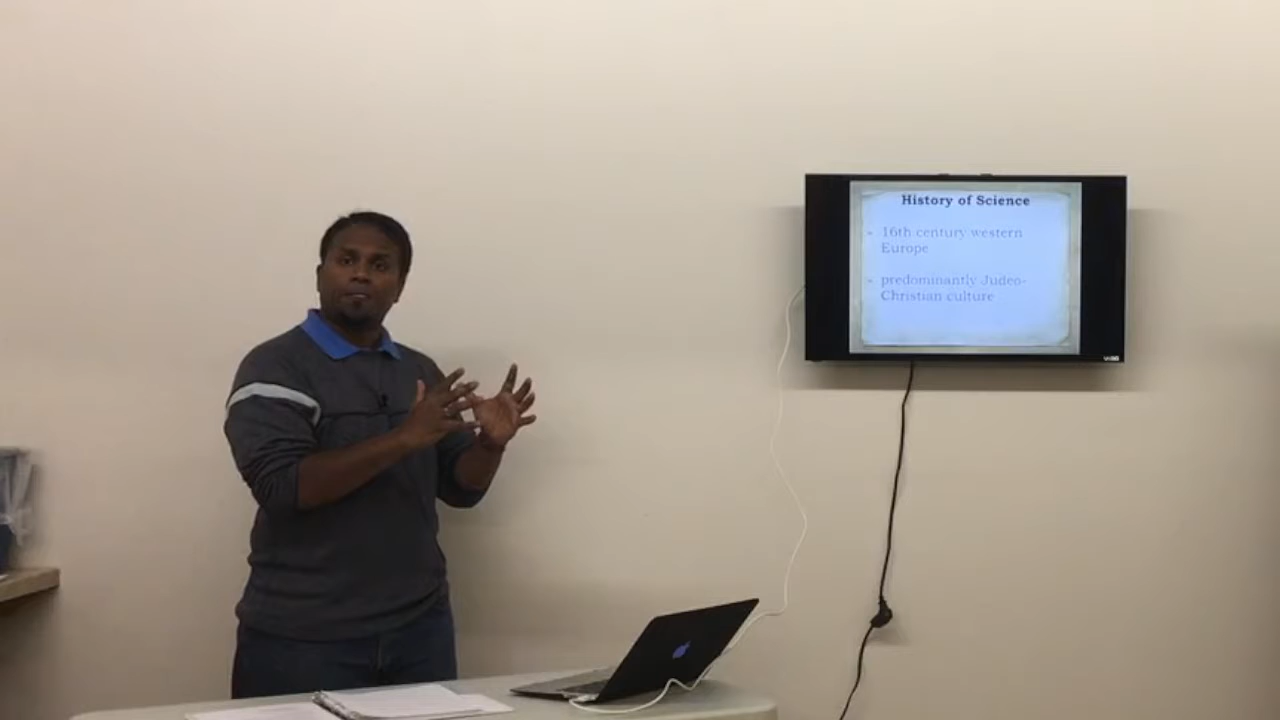 History of Science
- 16th century western
Europe
- predominantly Judeo-
Christian culture